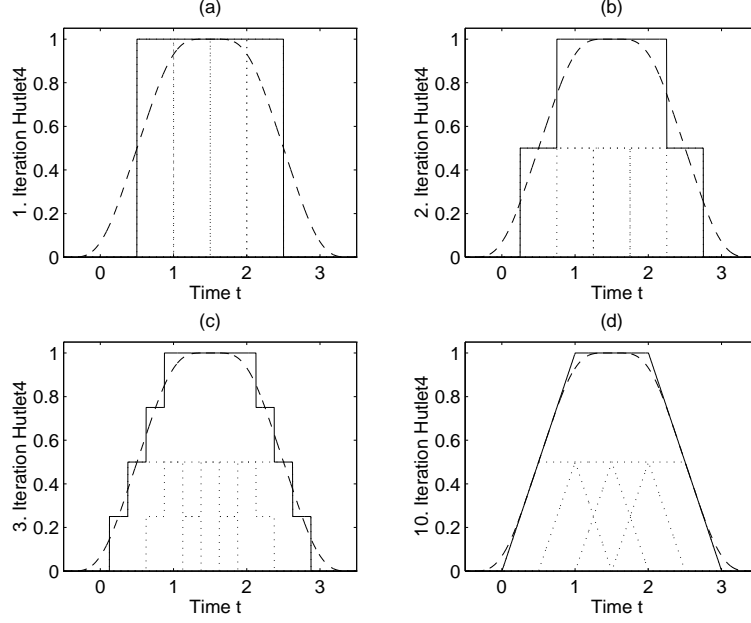 (a)
1
0.8
0.6
0.4
0.2
0
0 1 2 3
Time t
1. Iteration Hutlet4
(b)
1
0.8
0.6
0.4
0.2
0
0 1 2 3
Time t
2. Iteration Hutlet4
(c)
1
0.8
0.6
0.4
0.2
0
0 1 2 3
Time t
3. Iteration Hutlet4
(d)
1
0.8
0.6
0.4
0.2
0
0 1 2 3
Time t
10. Iteration Hutlet4